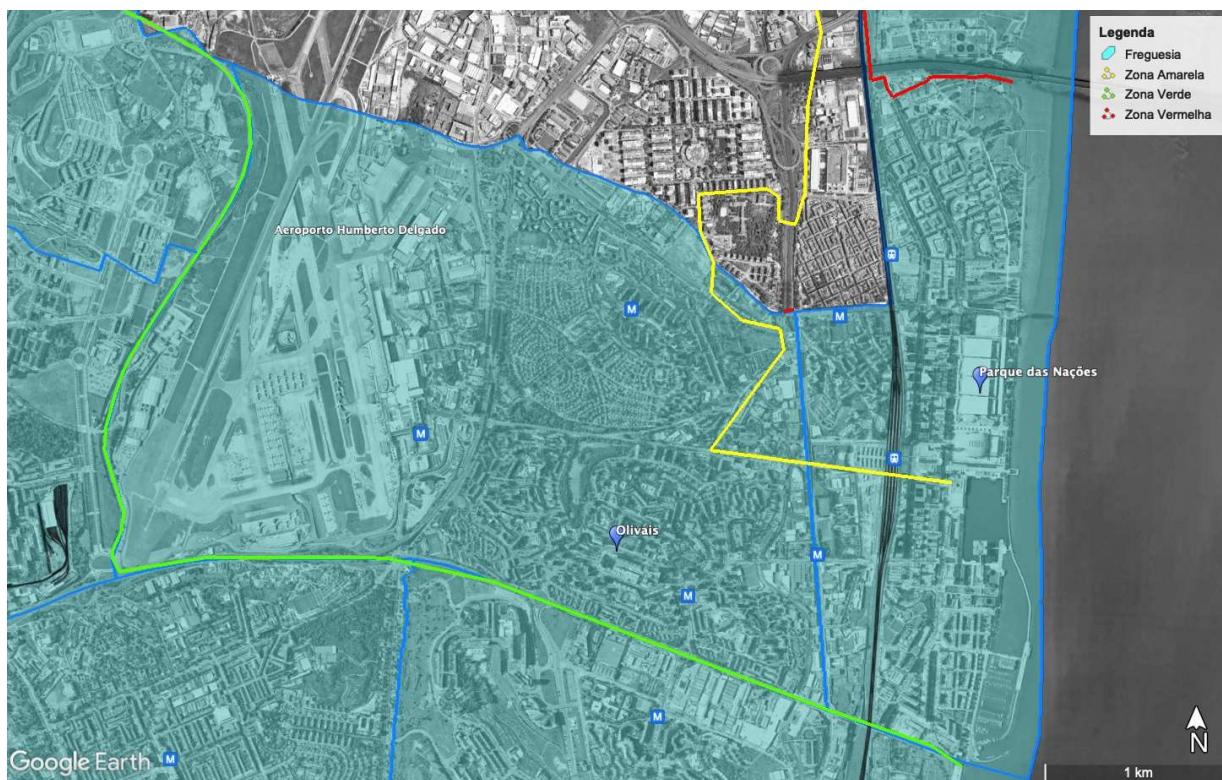 Legenda
Freguesia
Zona Amarela
Zona Verde
Zona Vermelha
Aeroporto Humberto Delgado
M
M
Parque das Nações
M
Olivais
M
M
M
M
N
Google Earth
1 km